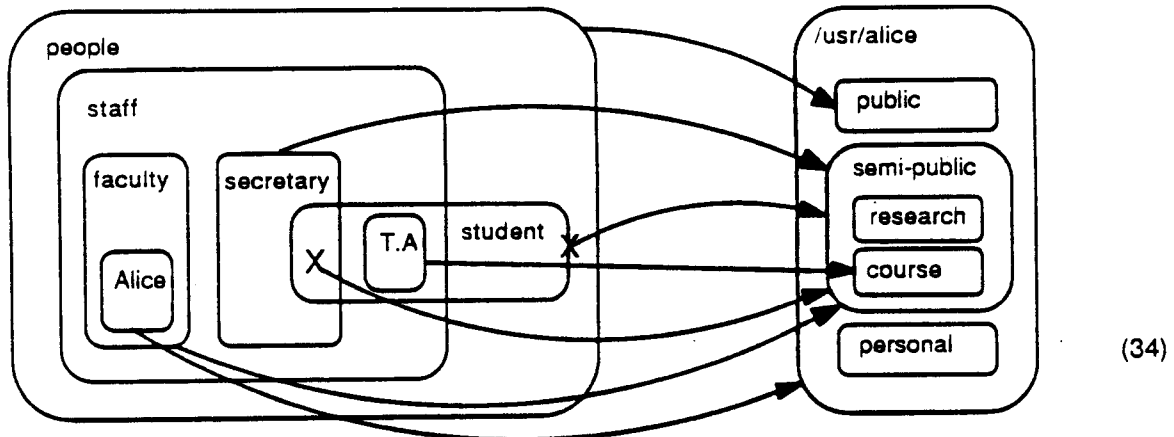 people
staff
faculty
Alice
secretary
T.A
student
X
X
/usr/alice
public
semi-public
research
course
personal
(34)